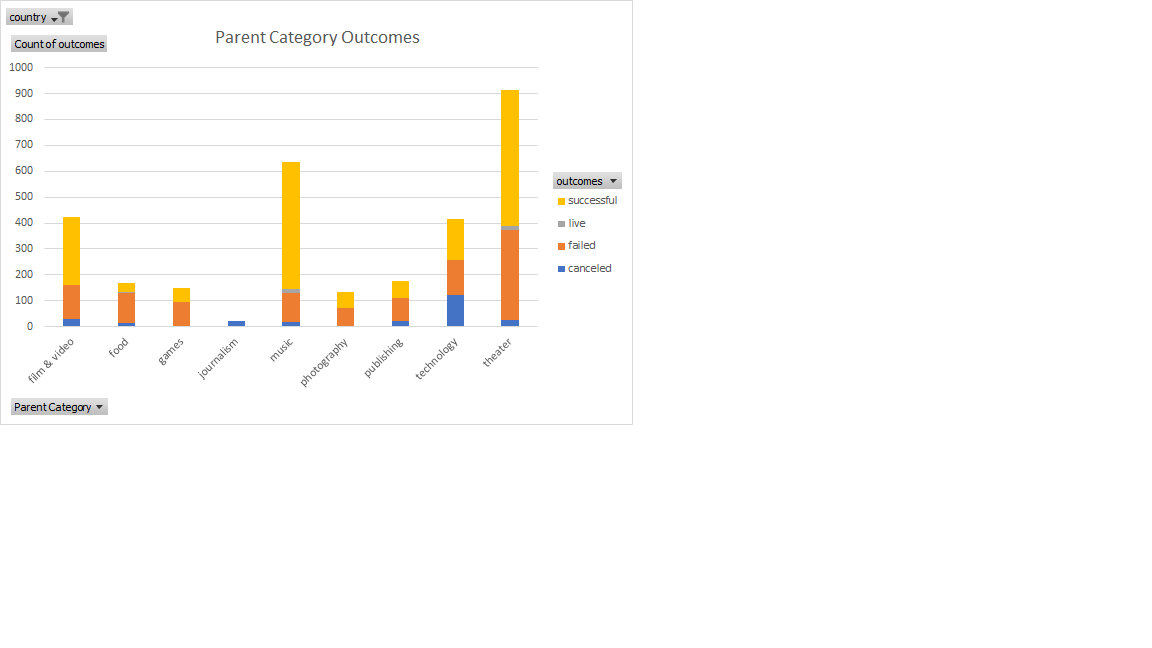 country
Parent Category Outcomes
Count of outcomes
1000
900
800
700
600
500
400
300
200
100
0
film & video
food
games
journalism
music
photography
publishing
technology
theater
outcomes
successful
live
failed
canceled
Parent Category